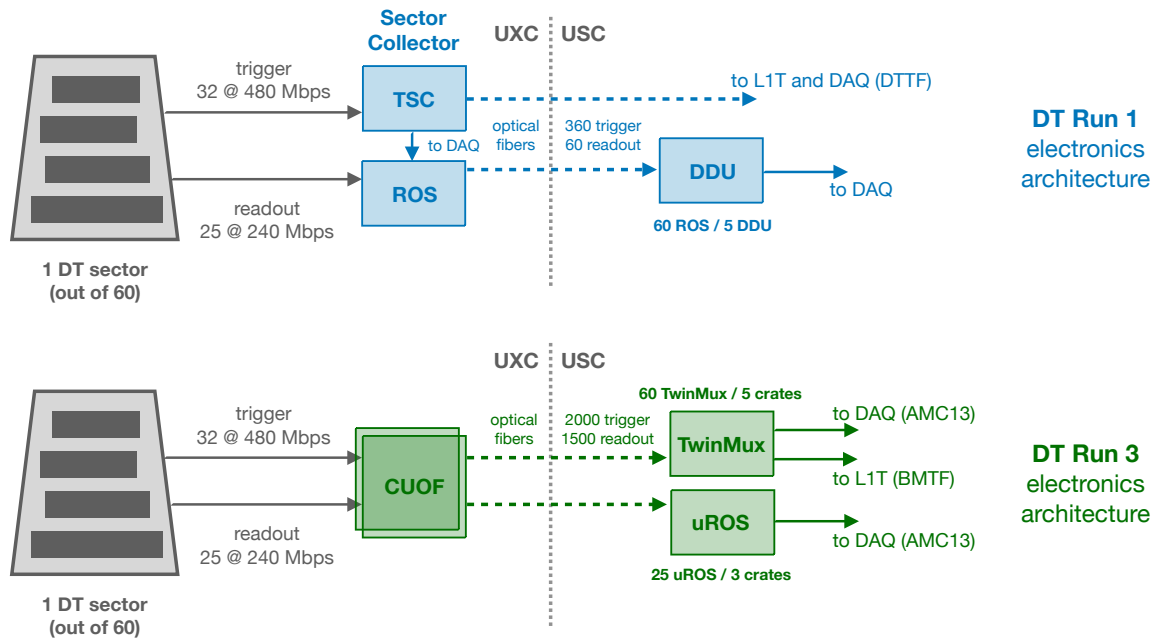 Sector
Collector
UXC
USC
trigger
32 @ 480 Mbps
TSC
to L1T and DAQ (DTTF)
to DAQ
optical
fibers
360 trigger
60 readout
ROS
DDU
to DAQ
readout
25 @ 240 Mbps
60 ROS / 5 DDU
1 DT sector
(out of 60)
DT Run 1
electronics
architecture
UXC
USC
trigger
32 @ 480 Mbps
60 TwinMux / 5 crates
optical
fibers
2000 trigger
1500 readout
TwinMux
to DAQ (AMC13)
to L1T (BMTF)
CUOF
uROS
to DAQ (AMC13)
readout
25 @ 240 Mbps
25 uROS / 3 crates
1 DT sector
(out of 60)
DT Run 3
electronics
architecture